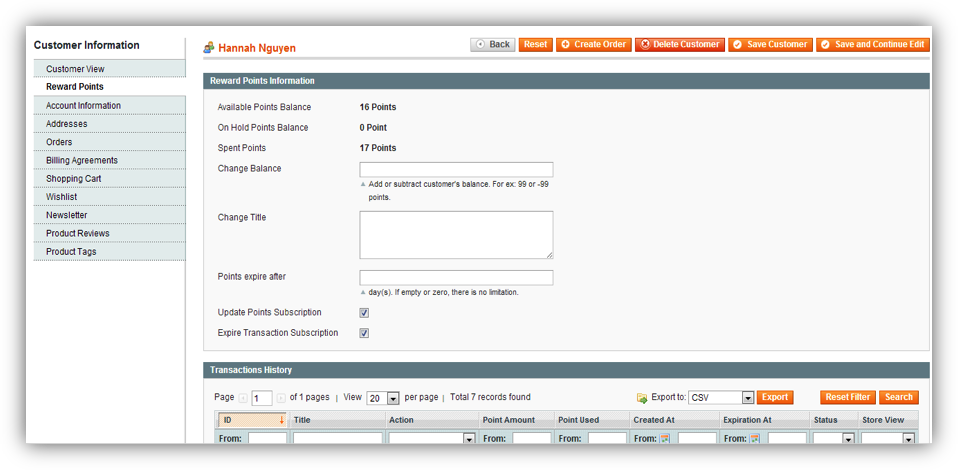 Customer Information
Customer View
Reward Points
Account Information
Addresses
Orders
Billing Agreements
Shopping Cart
Wishlist
Newsletter
Product Reviews
Product Tags
Hannah Nguyen
Back Reset Create Order Delete Customer Save Customer Save and Continue Edit
Reward Points Information
Available Points Balance 16 Points
On Hold Points Balance 0 Point
Spent Points 17 Points
Change Balance
Add or subtract customer's balance. For ex: 99 or -99
points.
Change Title
Points expire after
day(s). If empty or zero, there is no limitation.
Update Points Subscription
Expire Transaction Subscription
Transactions History
Page 1 of 1 pages | View 20 per page | Total 7 records found Export to: CSV Export Reset Filter Search
ID Title Action Point Amount Point Used Created At Expiration At Status Store View
From: From: From: From: From: